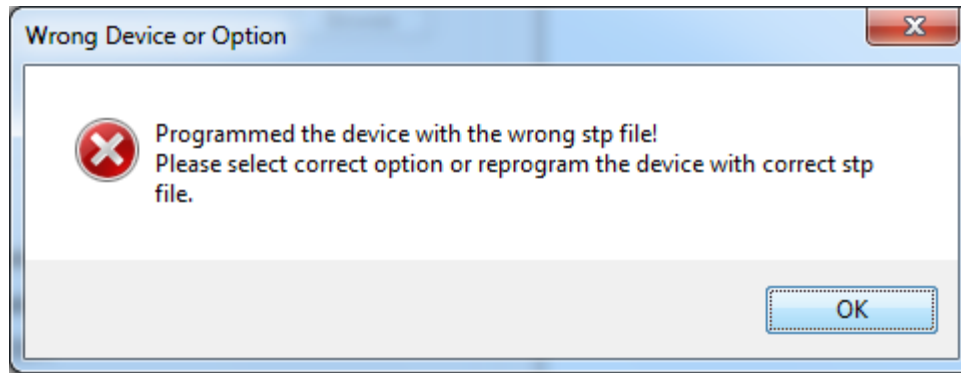 Wrong Device or Option
Programmed the device with the wrong stp file!
Please select correct option or reprogram the device with correct stp
file.
OK